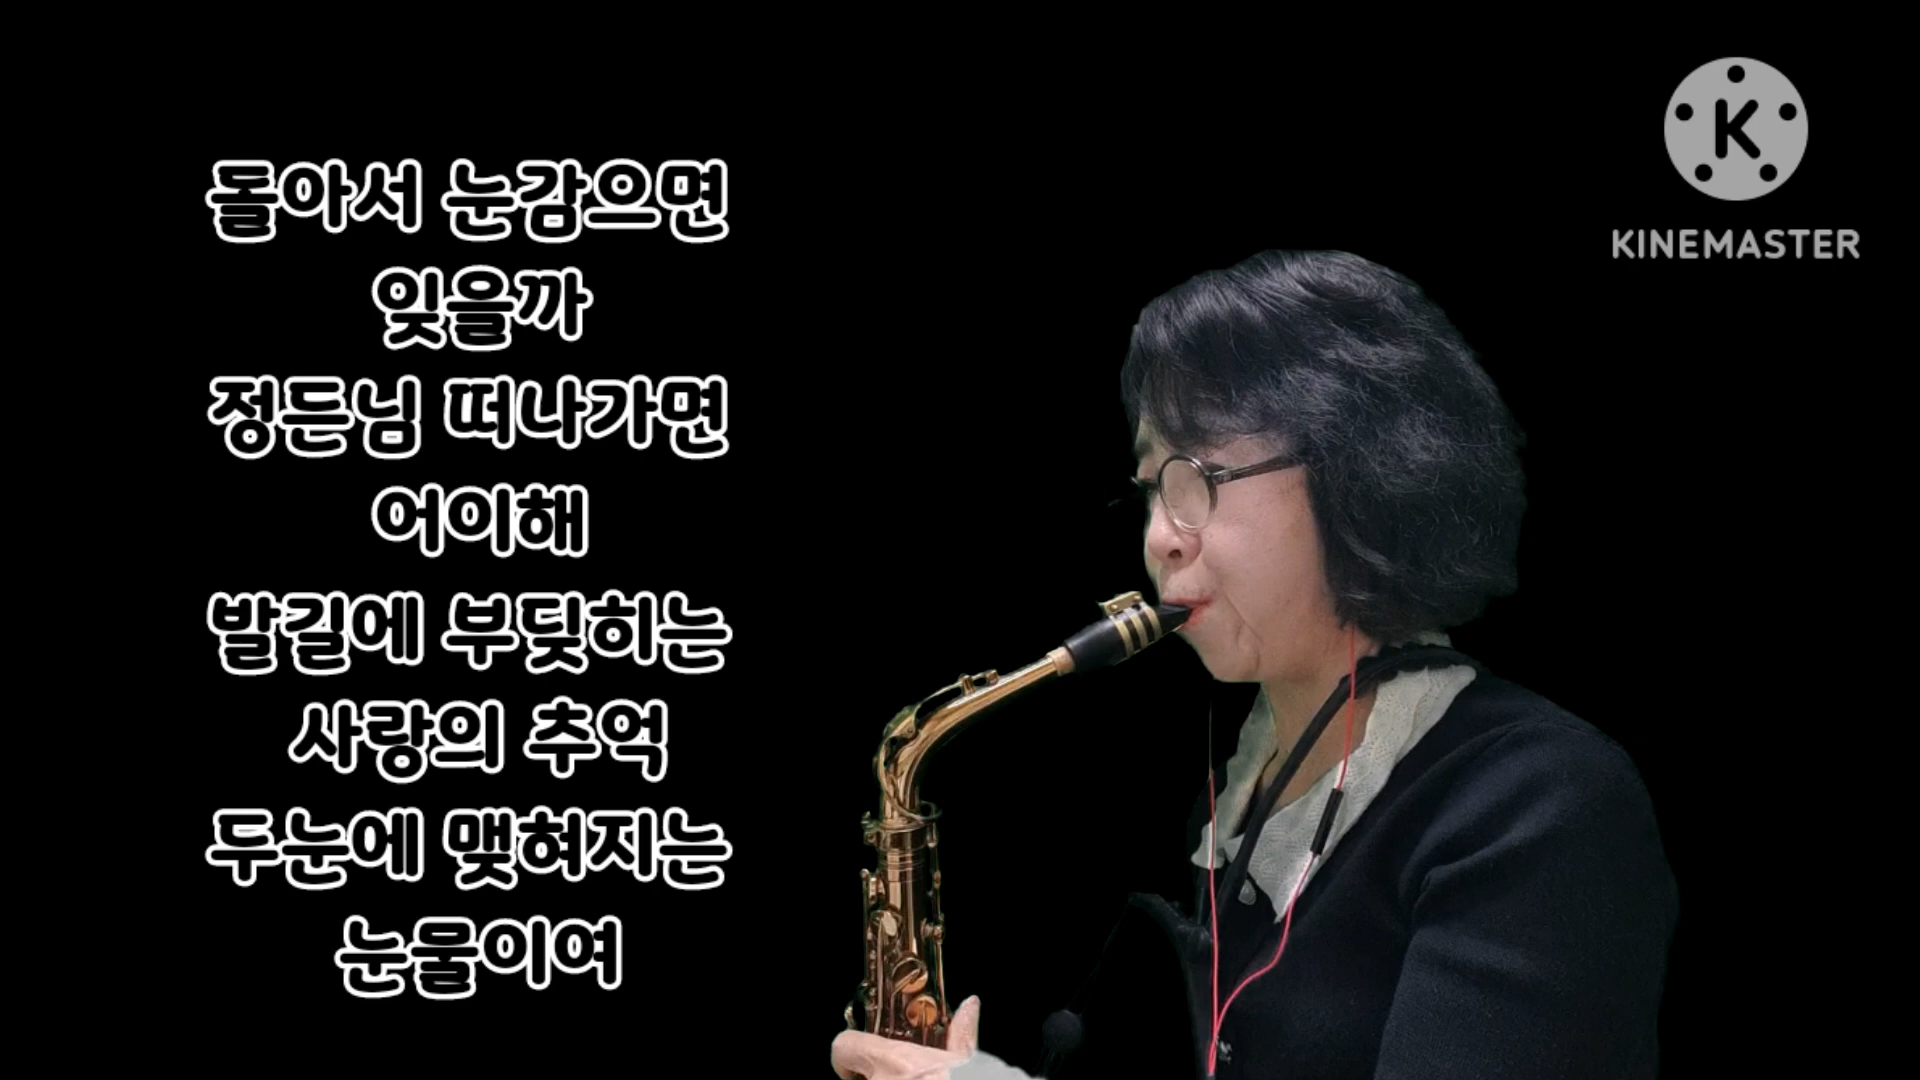 돌아서 눈감으면
잊을까
정든님 떠나가면
어이해
발길에 부딪히는
사랑의 추억
두눈에 맺혀지는
눈물이여
K
KINEMASTER